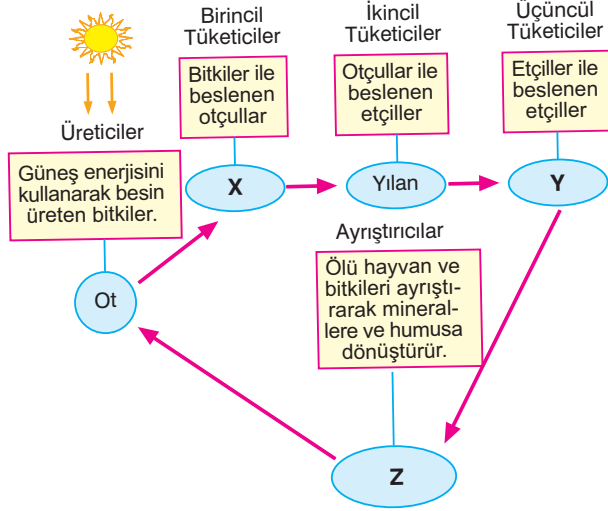 Birincil
Tüketiciler
Bitkiler ile
beslenen
otçullar
İkincil
Tüketiciler
Otçullar ile
beslenen
etçiller
Üçüncül
Tüketiciler
Etçiller ile
beslenen
etçiller
Üreticiler
Güneş enerjisini
kullanarak besin
üreten bitkiler.
X
Yılan
Y
Ot
Ayrıştırıcılar
Ölü hayvan ve
bitkileri ayrıştı-
rarak mineral-
lere ve humusa
dönüştürür.
Z